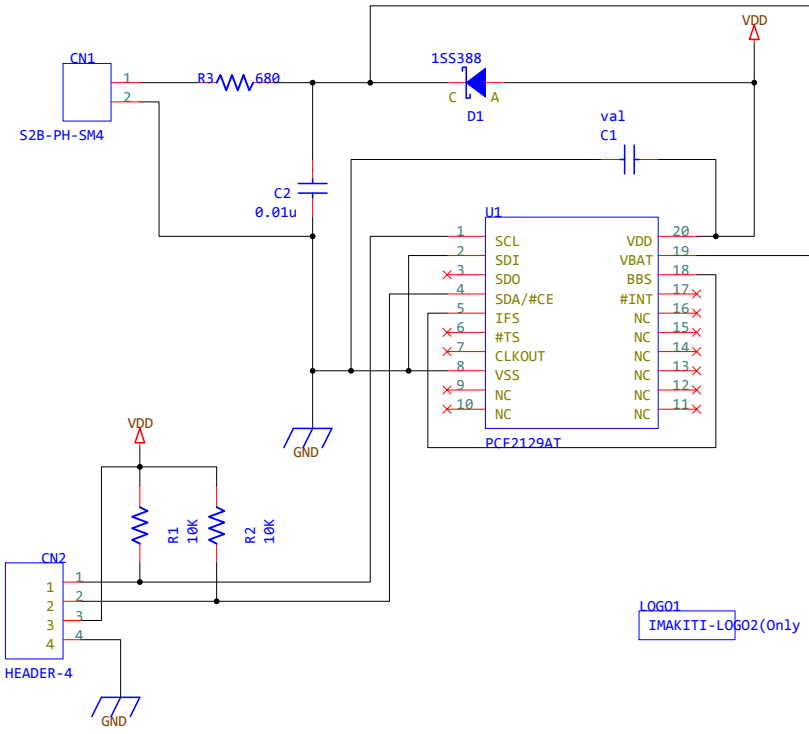 VDD
CN1
1SS388
1
R3
680
2
C
A
D1
S2B-PH-SM4
val
C1
C2
0.01u
U1
1
SCL
VDD
20
2
SDI
VBAT
19
3
SDO
BBS
18
4
SDA/#CE
#INT
17
5
IFS
NC
16
6
#TS
NC
15
7
CLKOUT
NC
14
8
VSS
NC
13
9
NC
NC
12
10
NC
NC
11
PCF2129AT
GND
VDD
R1
10K
R2
10K
CN2
1
1
2
2
3
3
4
4
HEADER-4
GND
LOGO1
IMAKITI-LOGO2(Only